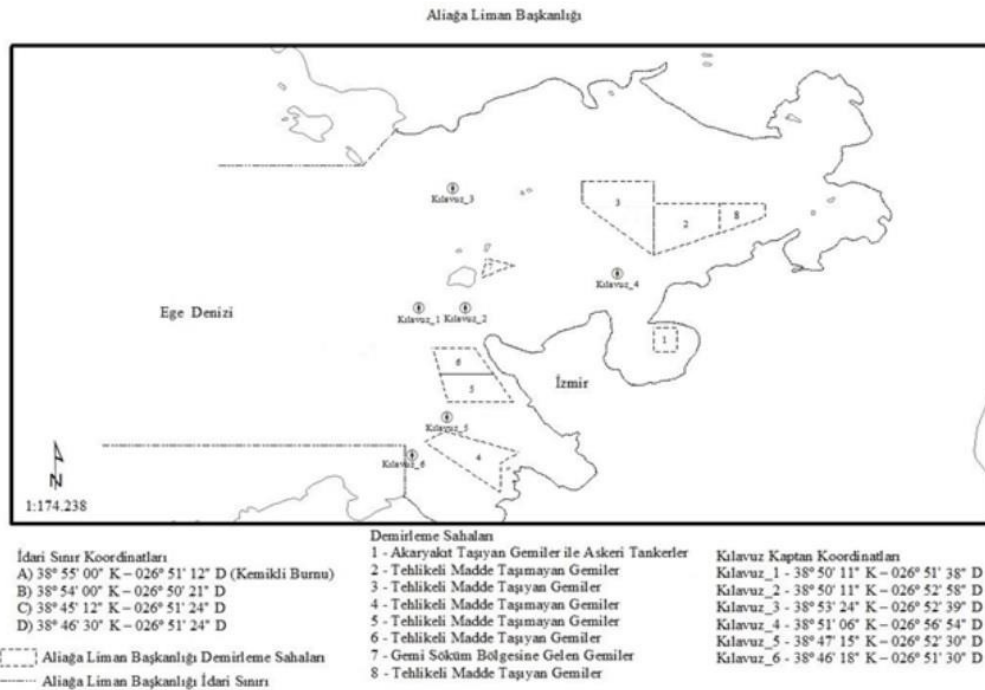 Aliağa Liman Başkanlığı
Kılavuz_3
3
2
8
7
Kılavuz_4
Ege Denizi
Kılavuz_1
Kılavuz_2
1
6
İzmir
5
Kılavuz_5
4
Kılavuz_6
N
1:174.238
İdari Sınır Koordinatları
A) 38° 55' 00" K – 026° 51' 12" D (Kemikli Burnu)
B) 38° 54' 00" K – 026° 50' 21" D
C) 38° 45' 12" K – 026° 51' 24" D
D) 38° 46' 30" K – 026° 51' 24" D
Aliağa Liman Başkanlığı Demirleme Sahaları
Aliağa Liman Başkanlığı İdari Sınırı
Demirleme Sahaları
1 - Akaryakıt Taşıyan Gemiler ile Askeri Tankerler
2 - Tehlikeli Madde Taşımayan Gemiler
3 - Tehlikeli Madde Taşıyan Gemiler
4 - Tehlikeli Madde Taşımayan Gemiler
5 - Tehlikeli Madde Taşımayan Gemiler
6 - Tehlikeli Madde Taşıyan Gemiler
7 - Gemi Söküm Bölgesine Gelen Gemiler
8 - Tehlikeli Madde Taşıyan Gemiler
Kılavuz Kaptan Koordinatları
Kılavuz_1 - 38° 50' 11" K – 026° 51' 38" D
Kılavuz_2 - 38° 50' 11" K – 026° 52' 58" D
Kılavuz_3 - 38° 53' 24" K – 026° 52' 39" D
Kılavuz_4 - 38° 51' 06" K – 026° 56' 54" D
Kılavuz_5 - 38° 47' 15" K – 026° 52' 30" D
Kılavuz_6 - 38° 46' 18" K – 026° 51' 30" D